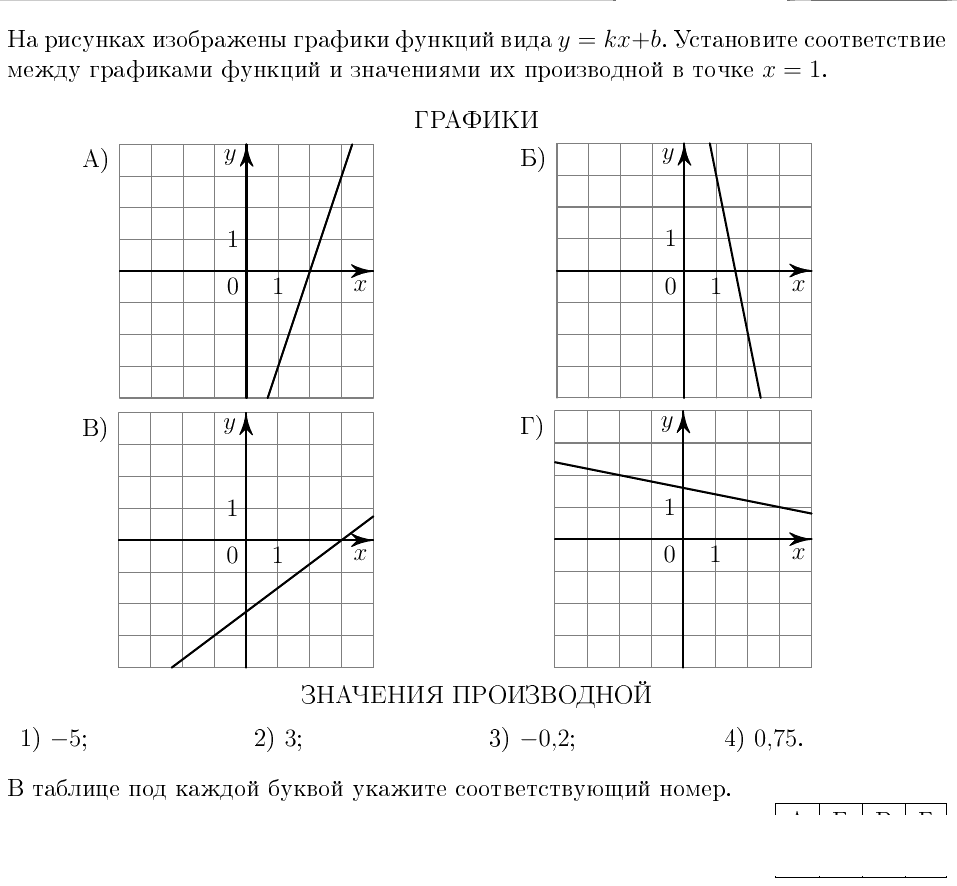 На рисунках изображены графики функций вида y = kx+b. Установите соответствие
между графиками функций и значениями их производной в точке x = 1.
ГРАФИКИ
А) y 1 0 1 x
Б) y 1 0 1 x
В) y 1 0 1 x
Г) y 1 0 1 x
ЗНАЧЕНИЯ ПРОИЗВОДНОЙ
1) −5; 2) 3; 3) −0,2; 4) 0,75.
В таблице под каждой буквой укажите соответствующий номер.